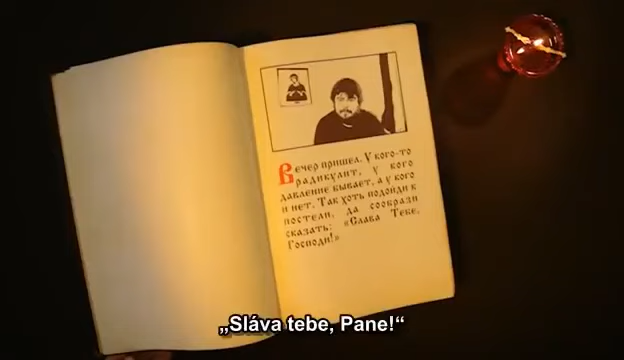 Вечер пришел. У кого-то
радикулит, у кого
давление бывает, а у кого
и нет. Так хоть подойди к
постели, да сообрази
сказать: «Слава Тебе,
Господи!»
„Sláva tebe, Pane!“